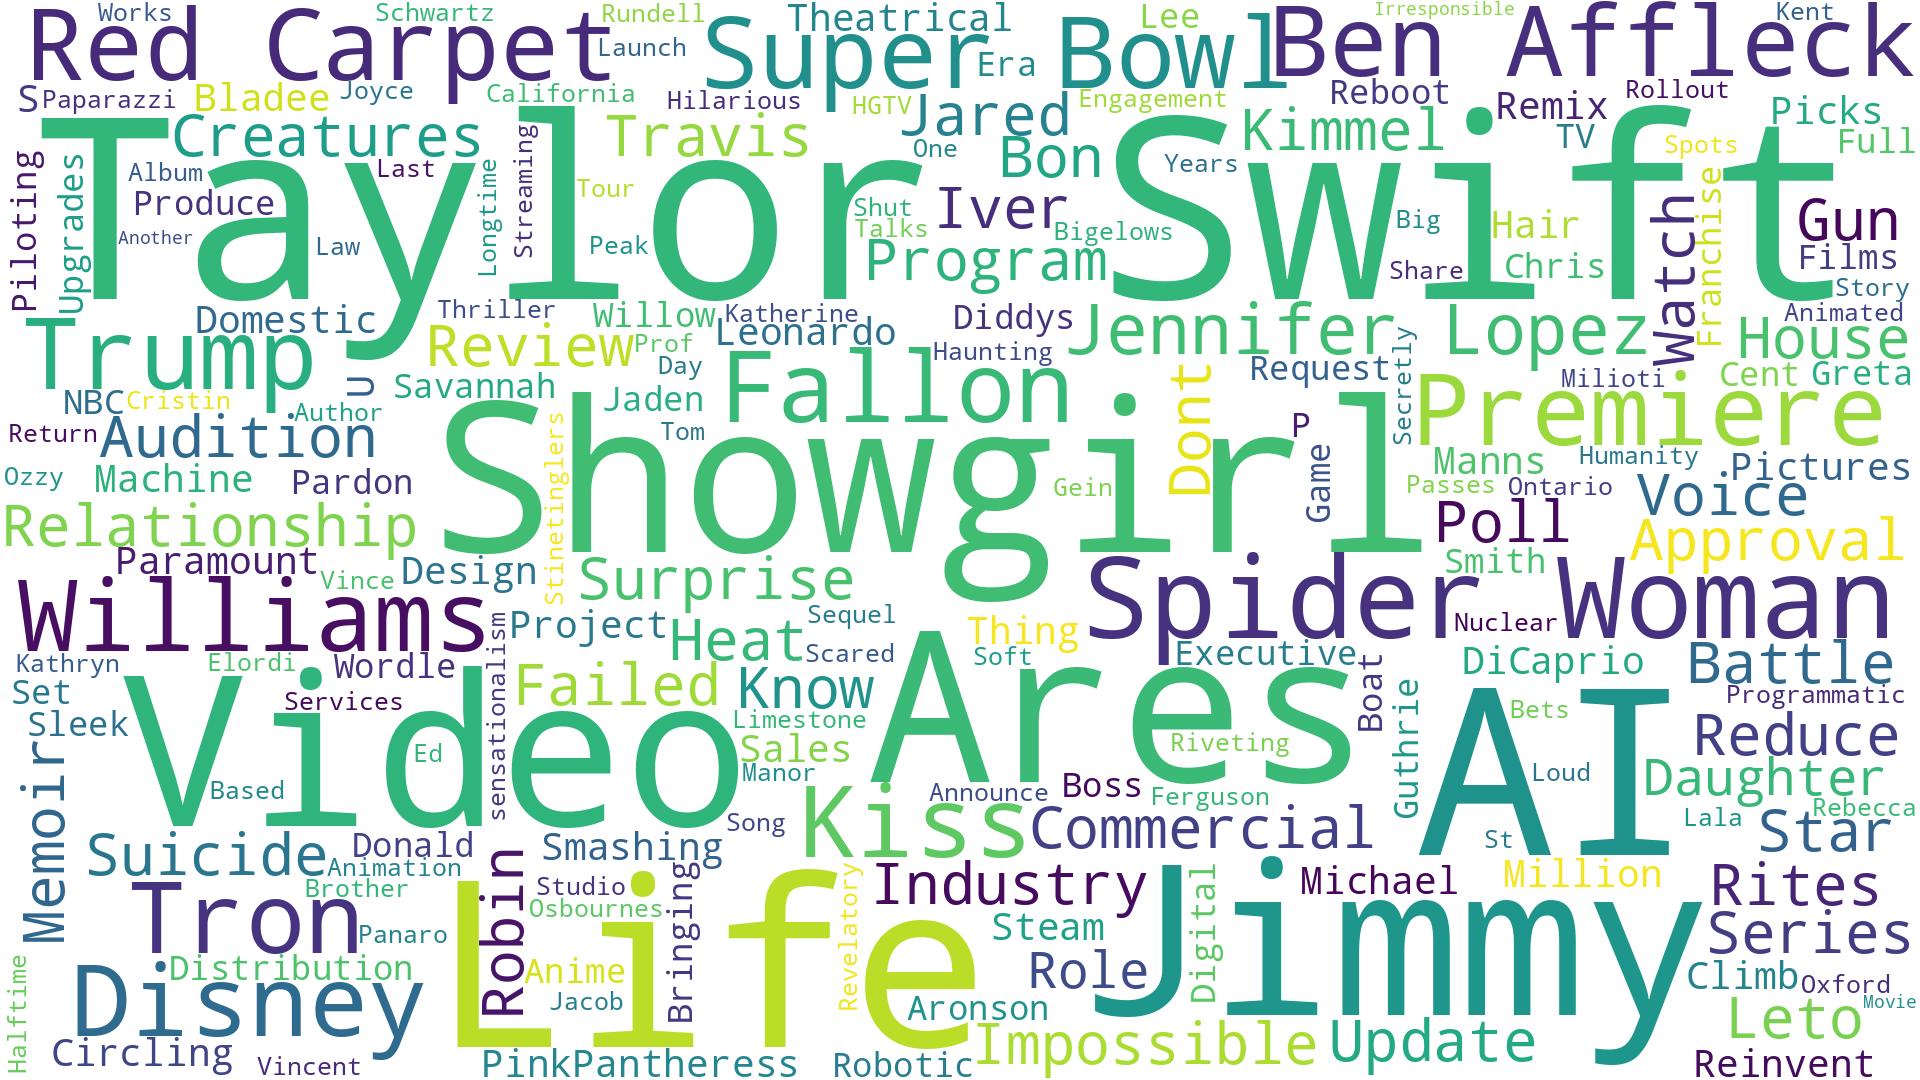 Works
Schwartz
Rundell
Theatrical
Lee
Irresponsible
Kent
Red Carpet
Launch
Super Bowl
Era
Ben Affleck
S
Paparazzi
Bladee
Joyce
California
Hilarious
HGTV
Jared
Engagement
Reboot
Remix
Rollout
Picks
Creatures
Travis
Kimmel
TV
Spots
Full
Taylor Swift
Piloting
Upgrades
Album
Last
Longtime
Streaming
One
Bon
Years
Produce
Tour
Shut
Iver
Big
Hair
Watch
Franchise
Gun
Another
Law
Peak
Talks
Bigelows
Program
Share
Chris
Films
Story
Domestic
Thriller
Willow
Katherine
Diddys
Jennifer Lopez
Animated
Trump
Review
Prof
Leonardo
Haunting
House
U
Savannah
Day
Fallon
Request
Secretly
Milioti
Cent
Greta
NBC
Cristin
Author
Jaden
Dont
Premiere
Return
Audition
Tom
P
Showgirl
Stinetinglers
Game
Manns
Humanity
Pictures
Ozzy
Machine
Pardon
Gein
Passes
Ontario
Voice
Relationship
Poll
Approval
Paramount
Vince
Design
Surprise
Smith
Williams
Spider Woman
sensationalism
Project
Heat
Sequel
Thing
Nuclear
Kathryn
Elordi
Wordle
Scared
Soft
Executive
Boat
DiCaprio
Battle
Set
Services
Failed
Know
Ares
Guthrie
Programmatic
Sleek
Video
Limestone
AI
Bets
Reduce
Memoir
Ed
Sales
Riveting
Based
Manor
Loud
Daughter
Announce
Boss
Ferguson
Rebecca
Song
Kiss
Commercial
St
Lala
Star
Suicide
Donald
Smashing
Animation
Robin
Brother
Studio
Bringing
Revelatory
Industry
Digital
Michael
Million
Rites
Tron
Osbournes
Life
Steam
Jimmy
Panaro
Series
Distribution
Anime
Role
Climb
Oxford
Halftime
Disney
Jacob
Aronson
Movie
Leto
Circling
Vincent
PinkPantheress
Robotic
Impossible
Update
Reinvent